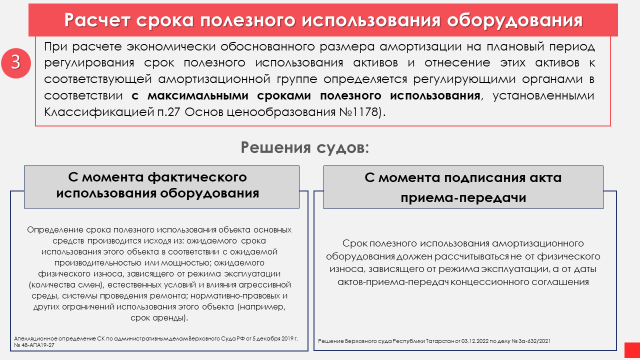 Расчет срока полезного использования оборудования
3
При расчете экономически обоснованного размера амортизации на плановый период
регулирования срок полезного использования активов и отнесение этих активов к
соответствующей амортизационной группе определяется регулирующими органами в
соответствии с максимальными сроками полезного использования, установленными
Классификацией п.27 Основ ценообразования №1178).
Решения судов:
С момента фактического
использования оборудования
Определение срока полезного использования объекта основных
средств производится исходя из: ожидаемого срока
использования этого объекта в соответствии с ожидаемой
производительностью или мощностью; ожидаемого
физического износа, зависящего от режима эксплуатации
(количества смен), естественных условий и влияния агрессивной
среды, системы проведения ремонта; нормативно-правовых и
других ограничений использования этого объекта (например,
срок аренды).
Апелляционное определение СК по административным делам Верховного Суда РФ от 5 декабря 2019 г.
№ 48-АПА19-27
С момента подписания акта
приема-передачи
Срок полезного использования амортизационного
оборудования должен рассчитываться не от физического
износа, зависящего от режима эксплуатации, а от даты
актов-приема-передач концессионного соглашения
Решение Верховного суда Республики Татарстан от 03.12.2022 по делу № 3а-632/2021